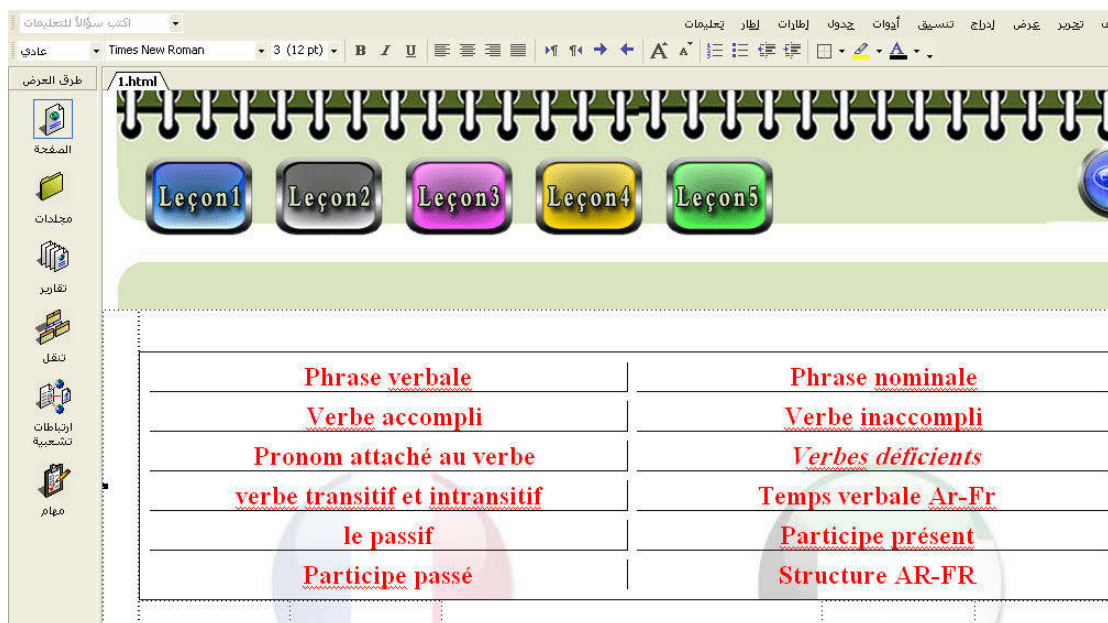 تحرير عرض إدراج تنسيق أدوات جدول إطارات إطار تعليمات
اكتب سؤالاً للتعليمات
عادي Times New Roman 3 (12 pt) B I U
طرق العرض
1.html
الصفحة
مجلدات
تقارير
تنقل
ارتباطات
تشعبية
مهام
Leçon1 Leçon2 Leçon3 Leçon4 Leçon5
Phrase verbale Phrase nominale
Verbe accompli Verbe inaccompli
Pronom attaché au verbe Verbes déficients
verbe transitif et intransitif Temps verbale Ar-Fr
le passif Participe présent
Participe passé Structure AR-FR